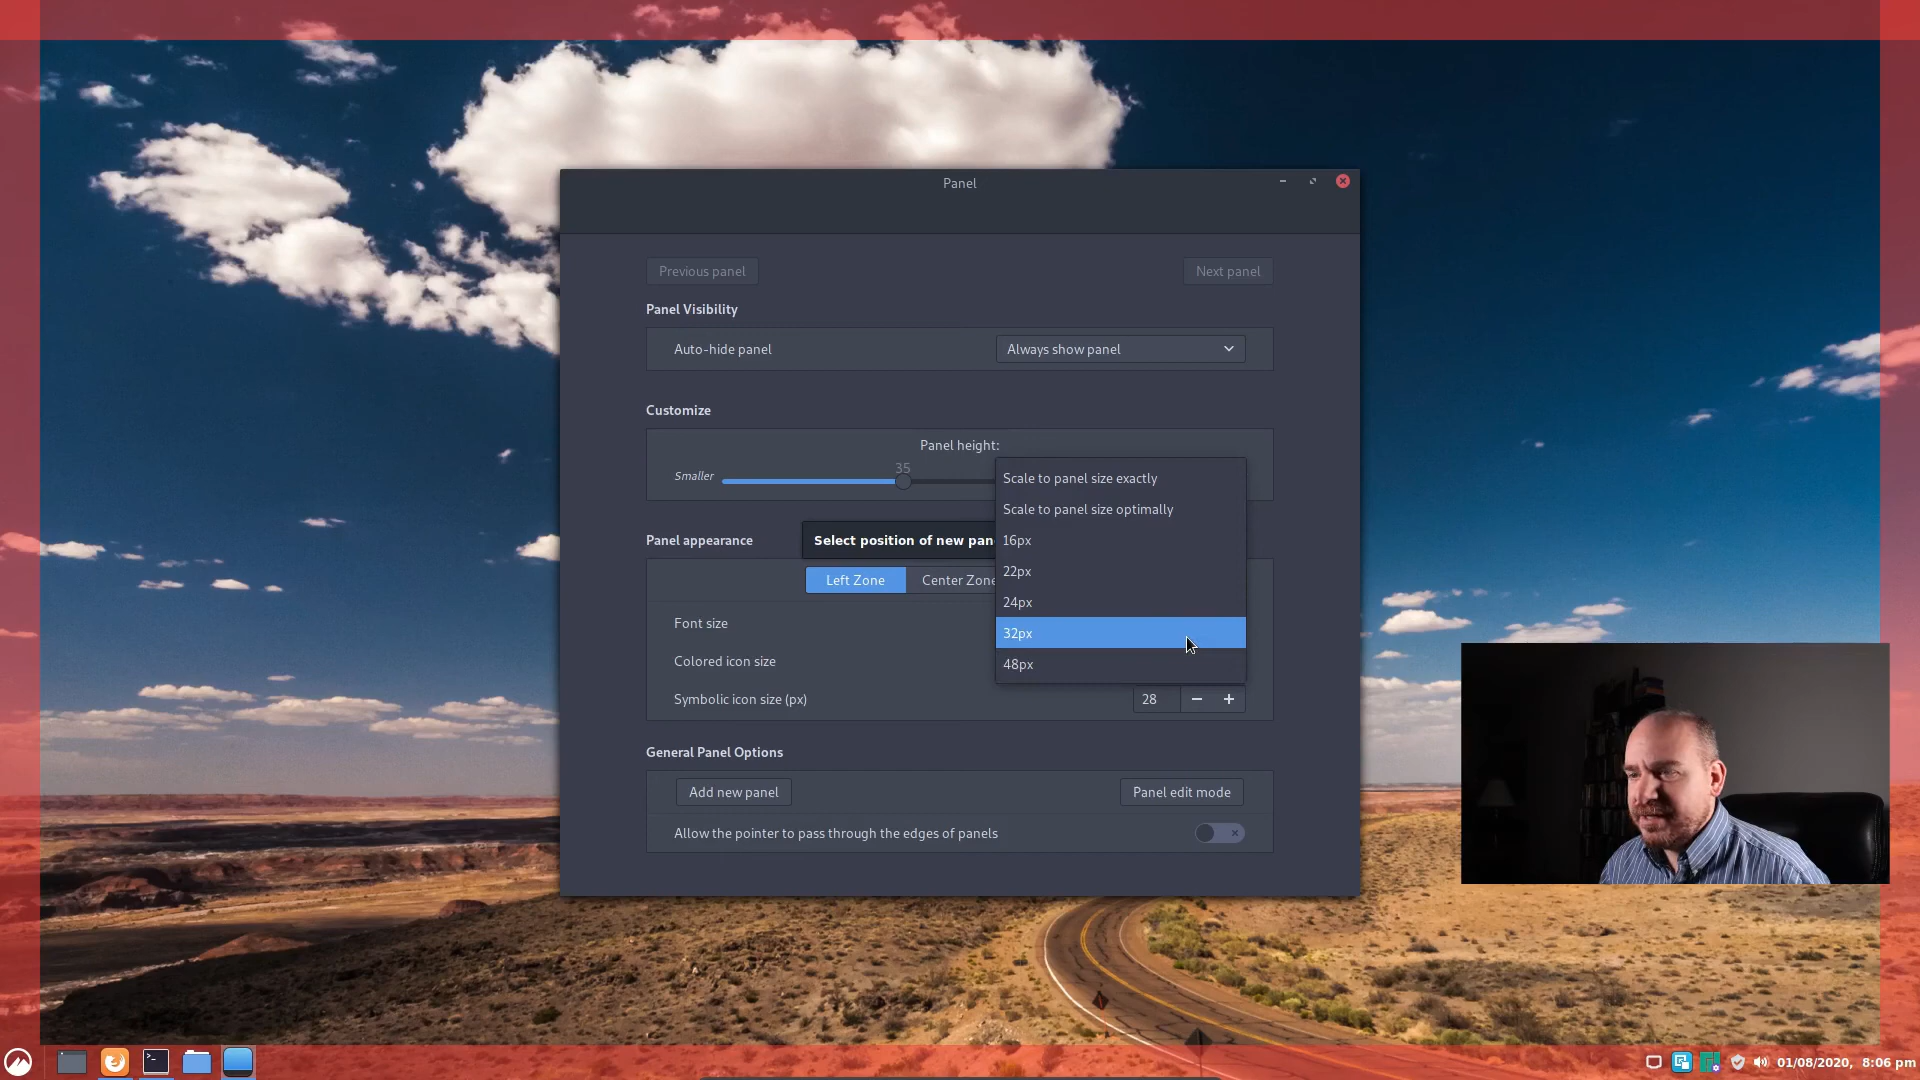 Panel
Previous panel
Next panel
Panel Visibility
Auto-hide panel
Always show panel
Customize
Panel height:
Smaller
35
Scale to panel size exactly
Scale to panel size optimally
Panel appearance
Select position of new pan
16px
22px
Left Zone
Center Zone
24px
Font size
32px
Colored icon size
48px
Symbolic icon size (px)
28
General Panel Options
Add new panel
Panel edit mode
Allow the pointer to pass through the edges of panels
01/08/2020, 8:06 pm